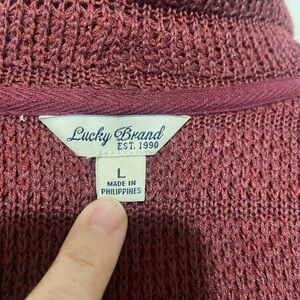 Lucky Brand
EST. 1990
L
MADE IN
PHILIPPINES